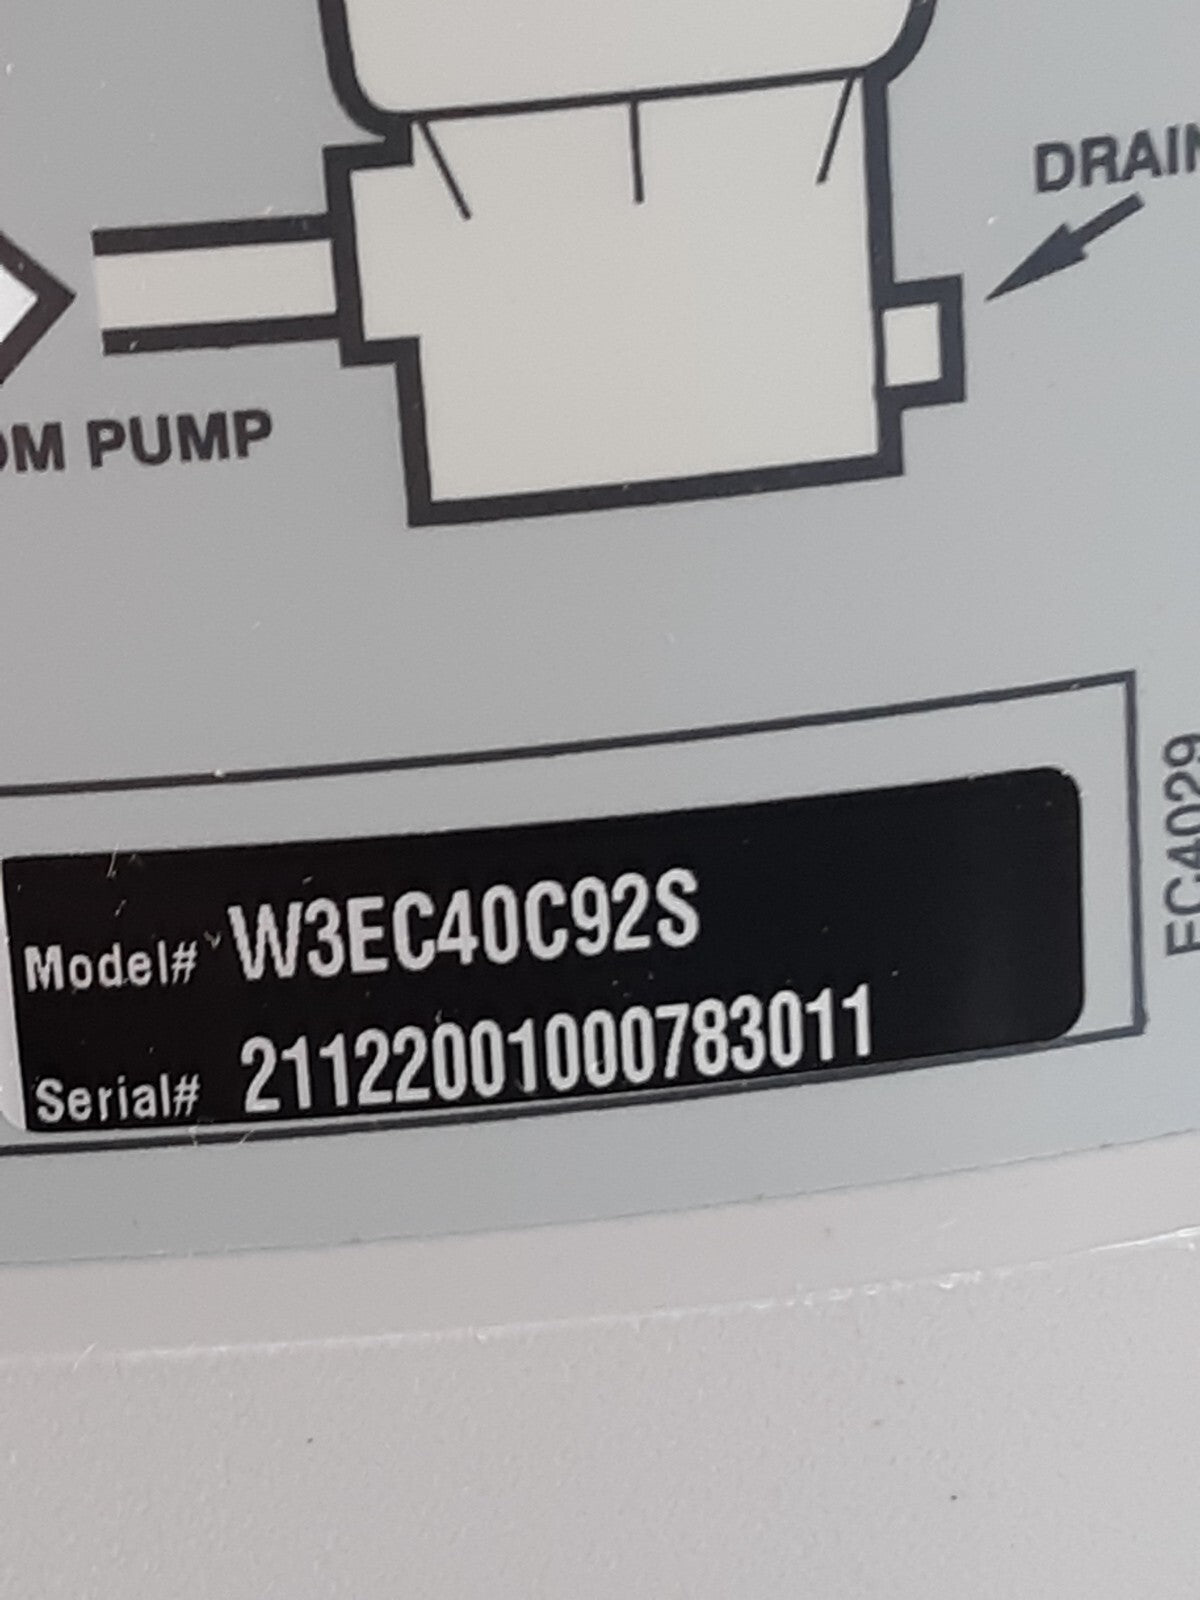 DRAIN
OM PUMP
EC4029
Model# W3EC40C92S
Serial# 21122001000783011